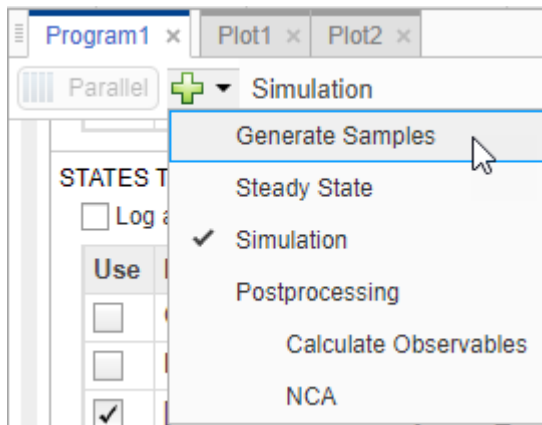 Program1 × Plot1 × Plot2 ×
Parallel Simulation
Generate Samples
STATES T
Steady State
Log
Simulation
Use
Postprocessing
Calculate Observables
NCA